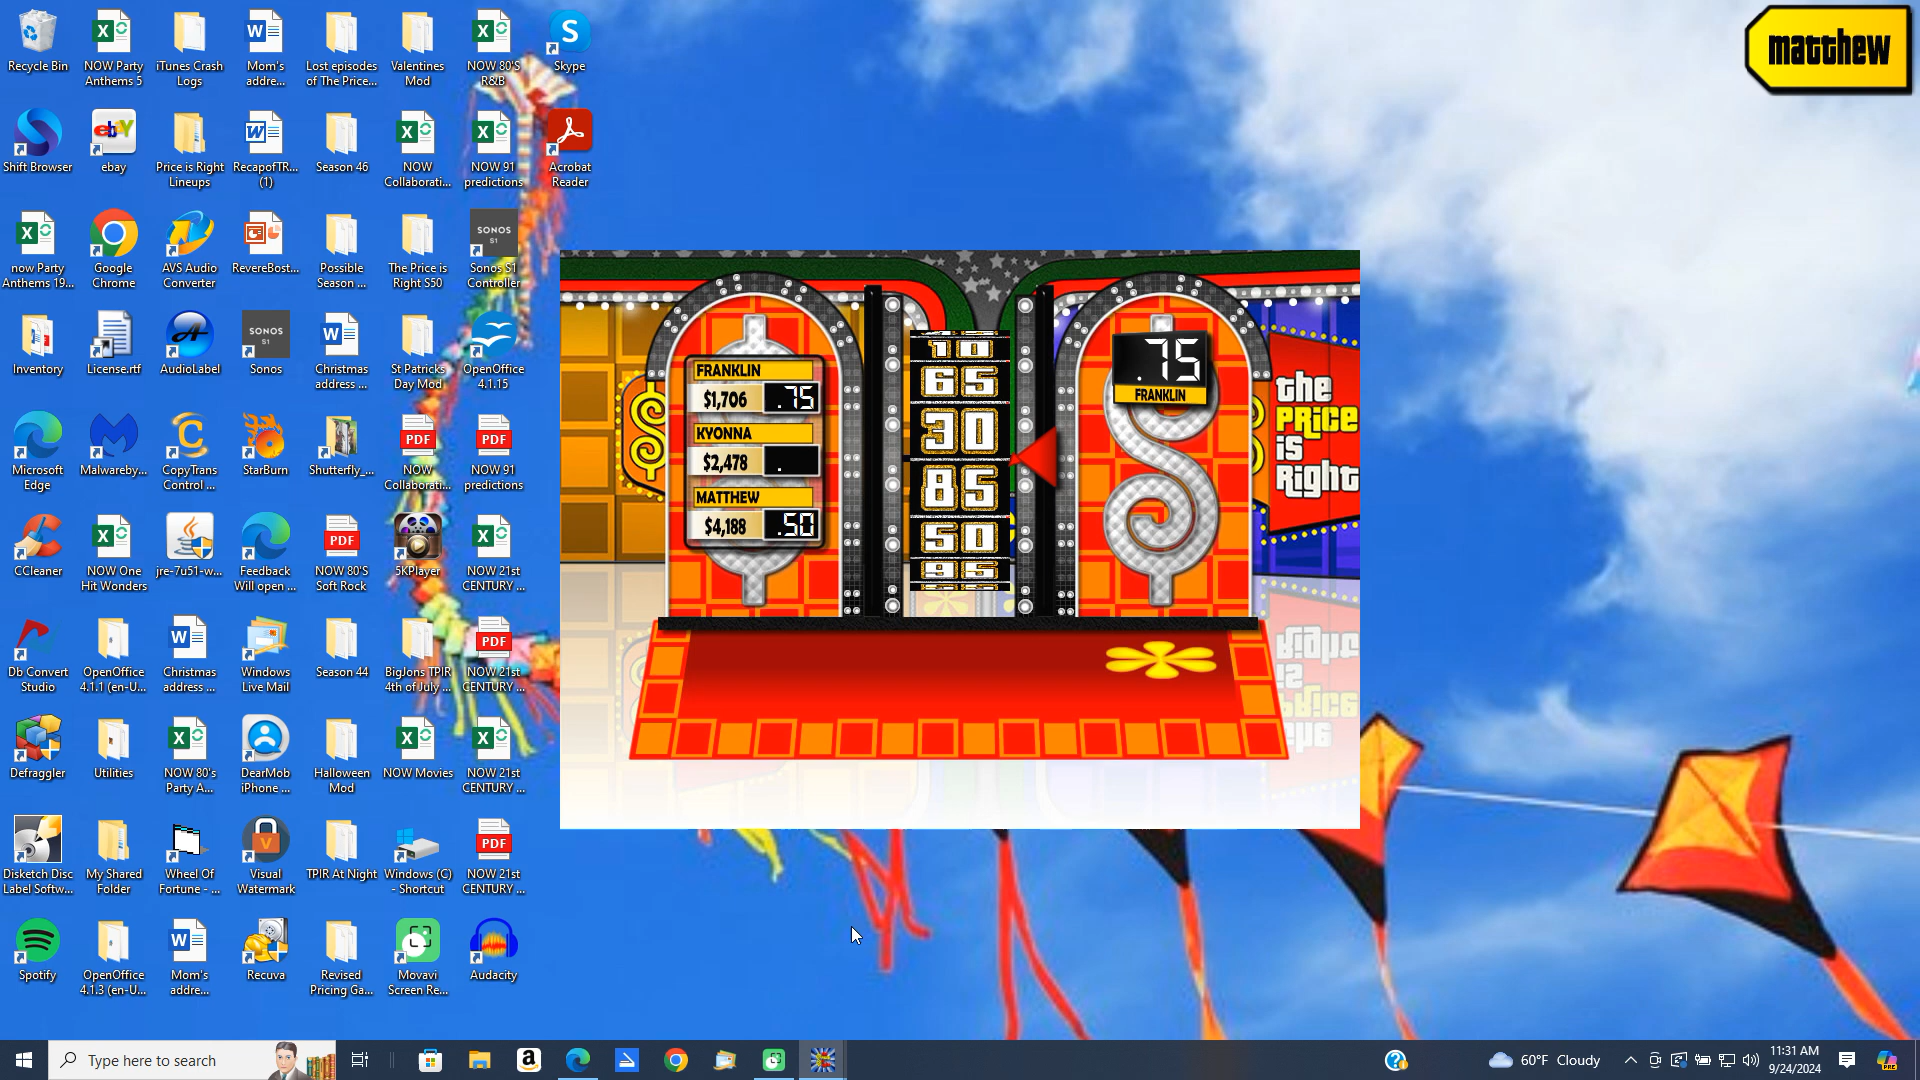 Recycle Bin
NOW Party
Anthems 5
iTunes Crash
Logs
Mom's
addre...
Lost episodes
of The Price...
Valentines
Mod
NOW 80'S
R&B
Skype
Shift Browser
ebay
Price is Right
Lineups
RecapofTR...
(1)
Season 46
NOW
Collaborati...
NOW 91
predictions
Acrobat
Reader
now Party
Anthems 19...
Google
Chrome
AVS Audio
Converter
RevereBost...
Possible
Season ...
The Price is
Right S50
SONOS
S1
Sonos S1
Controller
Inventory
License.rtf
AudioLabel
SONOS
S1
Sonos
Christmas
address ...
St Patricks
Day Mod
OpenOffice
4.1.15
Microsoft
Edge
Malwareby...
CopyTrans
Control ...
StarBurn
Shutterfly_...
PDF
NOW
Collaborati...
PDF
NOW 91
predictions
CCleaner
NOW One
Hit Wonders
jre-7u51-w...
Feedback
Will open ...
PDF
NOW 80'S
Soft Rock
5KPlayer
NOW 21st
CENTURY ...
Db Convert
Studio
OpenOffice
4.1.1 (en-U...
Christmas
address ...
Windows
Live Mail
Season 44
BigJons TPIR
4th of July ...
PDF
NOW 21st
CENTURY ...
Defraggler
Utilities
NOW 80's
Party A...
DearMob
iPhone ...
Halloween
Mod
NOW Movies
NOW 21st
CENTURY ...
Disketch Disc
Label Softw...
My Shared
Folder
Wheel Of
Fortune - ...
Visual
Watermark
TPIR At Night
Windows (C)
- Shortcut
PDF
NOW 21st
CENTURY ...
Spotify
OpenOffice
4.1.3 (en-U...
Mom's
addre...
Recuva
Revised
Pricing Ga...
Movavi
Screen Re...
Audacity
matthew
FRANKLIN
$1,706 .75
KYONNA
$2,478 .
MATTHEW
$4,188 .50
10
65
30
85
50
95
.75
FRANKLIN
the
PRICE
is
Right
Type here to search
60°F Cloudy
11:31 AM
9/24/2024